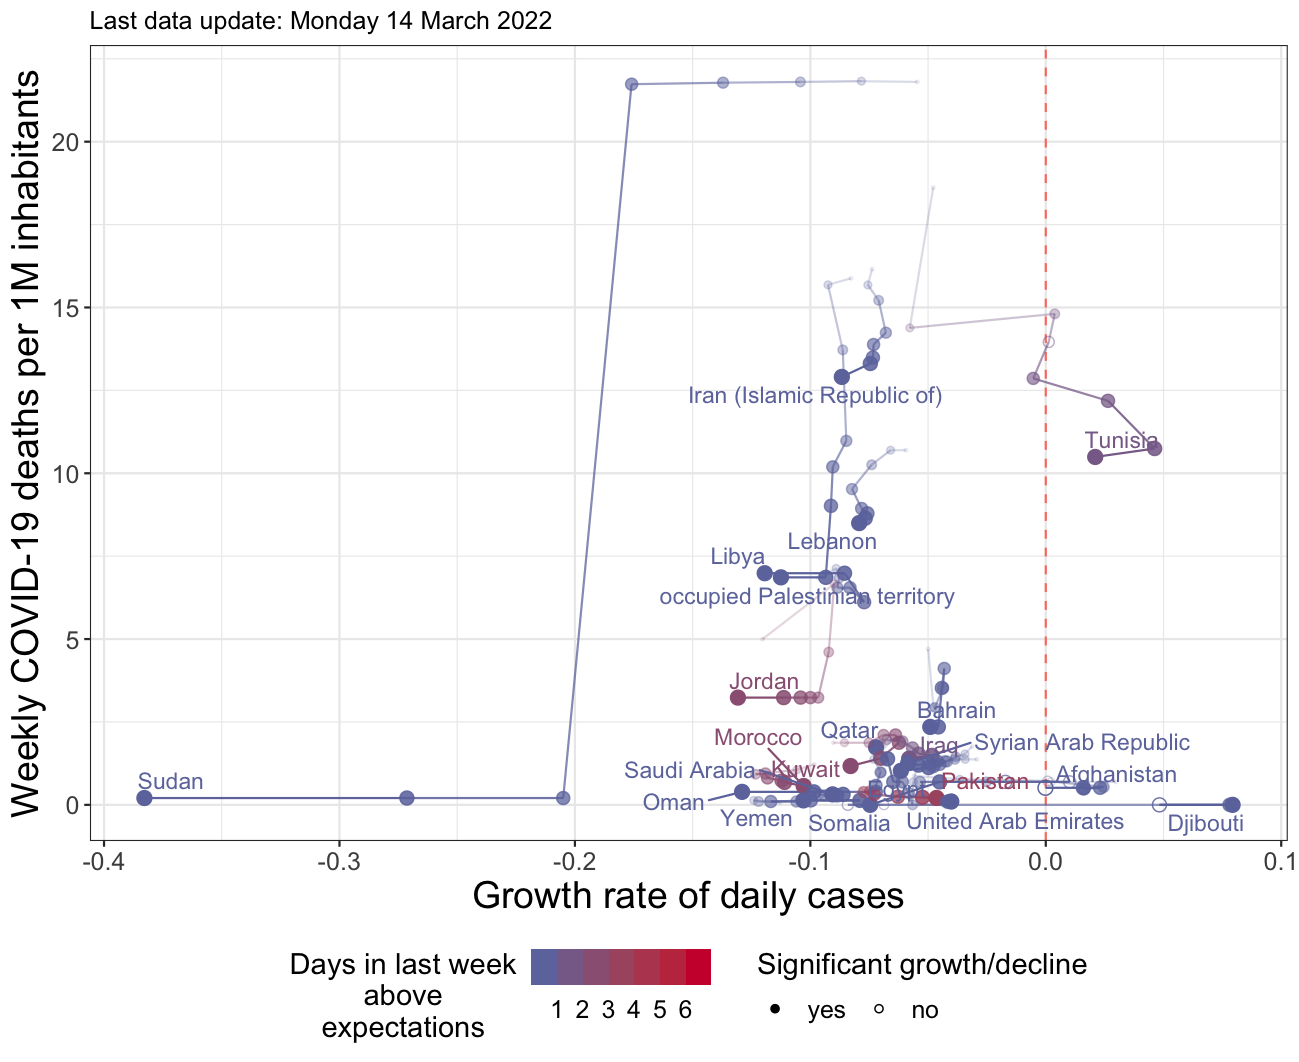 Last data update: Monday 14 March 2022
Weekly COVID-19 deaths per 1M inhabitants
20
15
10
5
0
Iran (Islamic Republic of)
Tunisia
Lebanon
Libya
occupied Palestinian territory
Jordan
Bahrain
Qatar
Morocco
Iraq
Syrian Arab Republic
Saudi Arabia
Kuwait
Sudan
Pakistan
Afghanistan
Oman
Yemen
Somalia
United Arab Emirates
Djibouti
-0.4
-0.3
-0.2
-0.1
0.0
0.1
Growth rate of daily cases
Days in last week
above
expectations
1 2 3 4 5 6
Significant growth/decline
yes
no